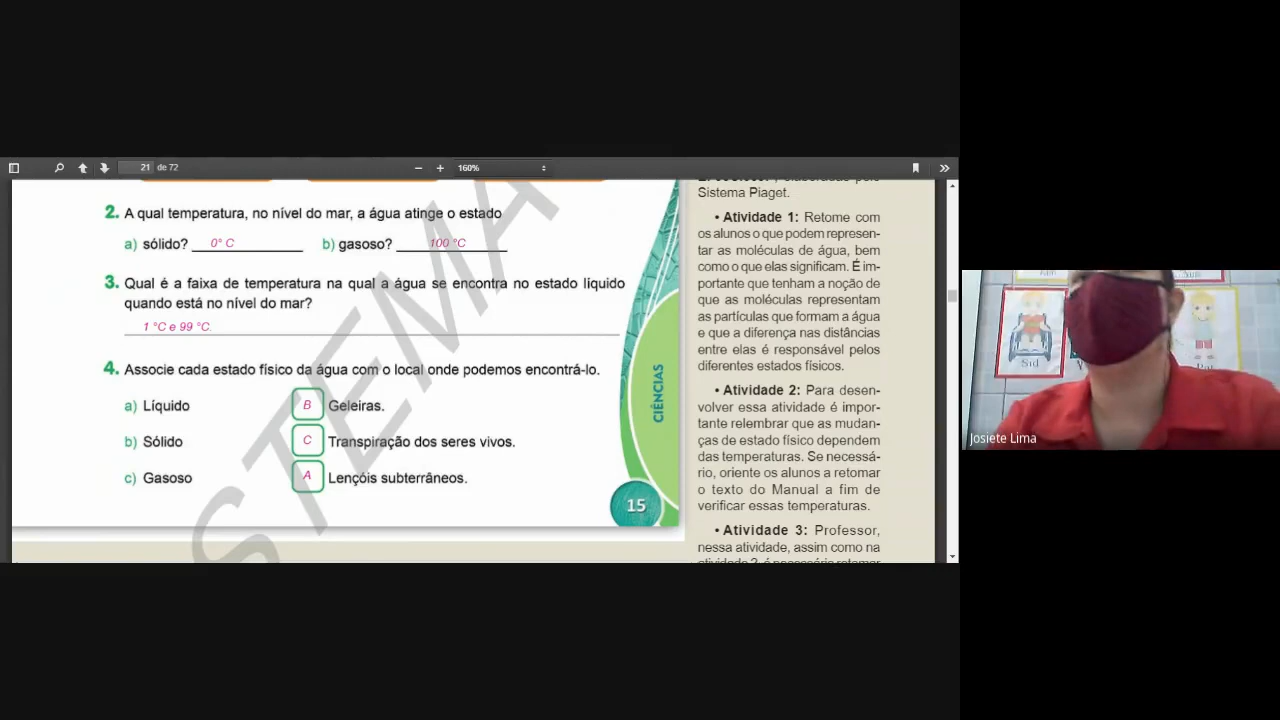 21 de 72
160%
2. A qual temperatura, no nível do mar, a água atinge o estado
a) sólido? 0° C b) gasoso? 100 °C
3. Qual é a faixa de temperatura na qual a água se encontra no estado líquido
quando está no nível do mar?
1 °C e 99 °C.
4. Associe cada estado físico da água com o local onde podemos encontrá-lo.
a) Líquido B Geleiras.
b) Sólido C Transpiração dos seres vivos.
c) Gasoso A Lençóis subterrâneos.
STEMA
CIÊNCIAS
15
Sistema Piaget.
• Atividade 1: Retome com
os alunos o que podem represen-
tar as moléculas de água, bem
como o que elas significam. É im-
portante que tenham a noção de
que as moléculas representam
as partículas que formam a água
e que a diferença nas distâncias
entre elas é responsável pelos
diferentes estados físicos.
• Atividade 2: Para desen-
volver essa atividade é impor-
tante relembrar que as mudan-
ças de estado físico dependem
das temperaturas. Se necessá-
rio, oriente os alunos a retomar
o texto do Manual a fim de
verificar essas temperaturas.
• Atividade 3: Professor,
nessa atividade, assim como na
atividade 2, é necessário retomar
Sid
Josiete Lima